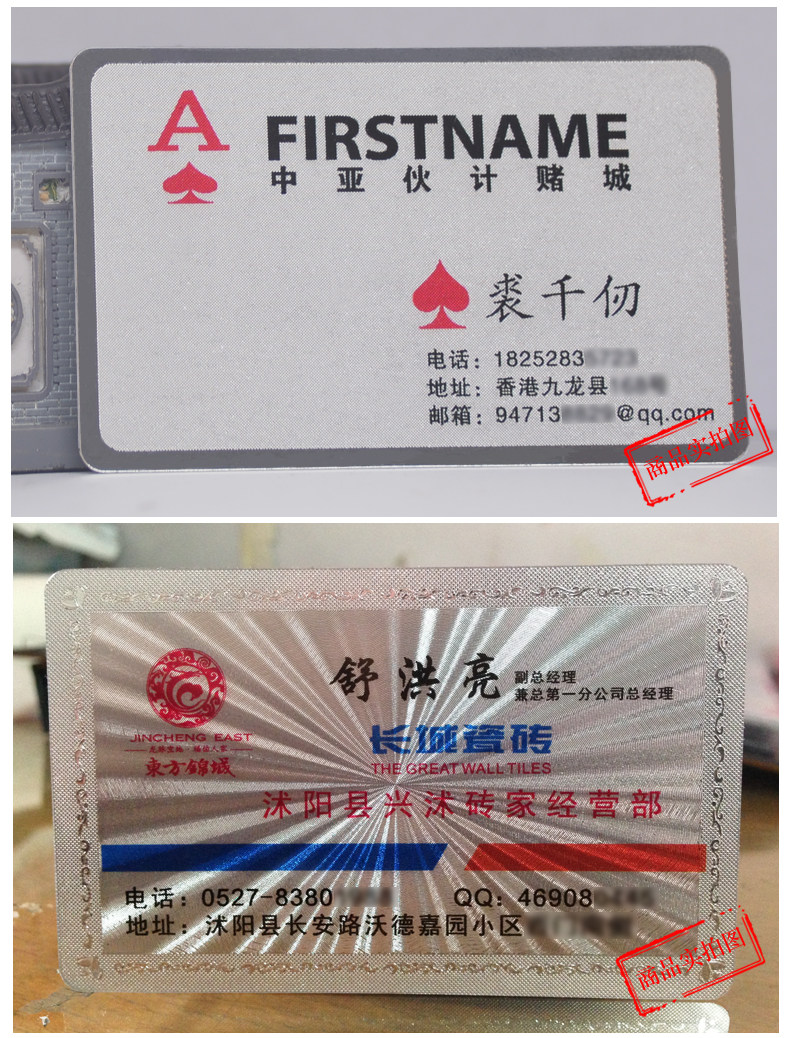 A
FIRSTNAME
中亚伙计赌城
裘千仞
电话：18252835723
地址：香港九龙县168号
邮箱：94713@qq.com
商品实拍图
舒洪亮
副总经理
兼总第一分公司总经理
JINCHENG EAST
東方錦城
长城瓷砖
THE GREAT WALL TILES
沭阳县兴沭砖家经营部
电话：0527-8380
QQ：46908
地址：沭阳县长安路沃德嘉园小区
商品实拍图